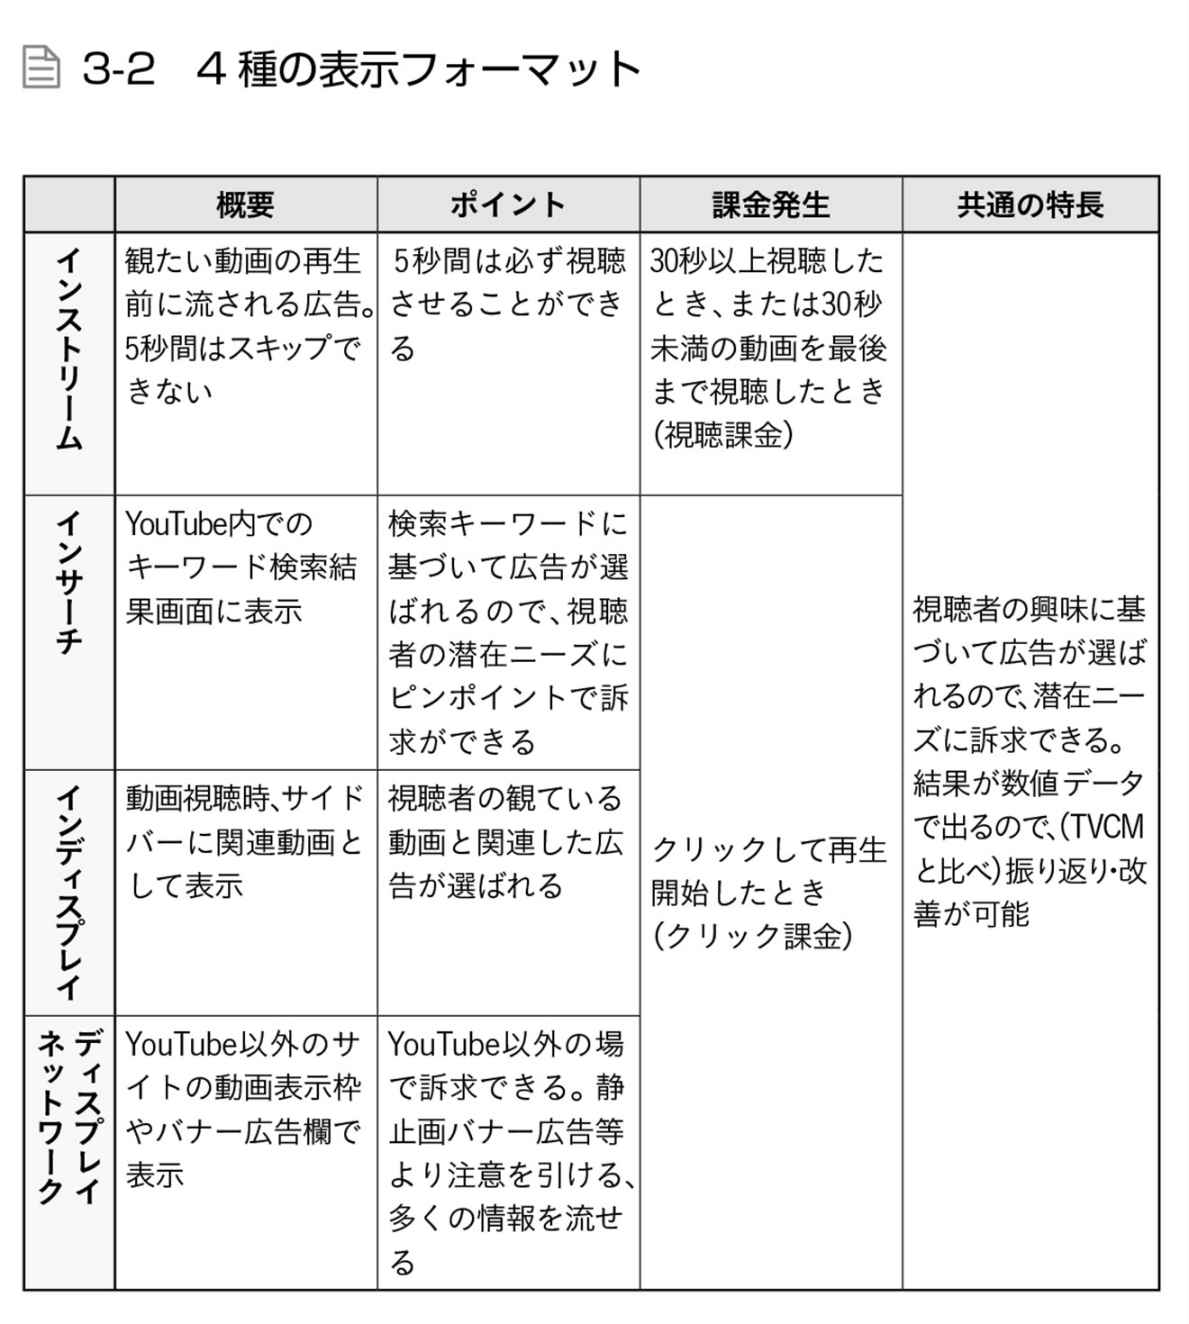 3-2　4種の表示フォーマット
概要
ポイント
課金発生
共通の特長
インストリーム
観たい動画の再生
前に流される広告。
5秒間はスキップで
きない
5秒間は必ず視聴
させることができ
る
30秒以上視聴した
とき、または30秒
未満の動画を最後
まで視聴したとき
(視聴課金)
インサーチ
YouTube内での
キーワード検索結
果画面に表示
検索キーワードに
基づいて広告が選
ばれるので、視聴
者の潜在ニーズに
ピンポイントで訴
求ができる
インディスプレイ
動画視聴時、サイド
バーに関連動画と
して表示
視聴者の観ている
動画と関連した広
告が選ばれる
クリックして再生
開始したとき
(クリック課金)
ディスプレイ
ネットワーク
YouTube以外のサ
イトの動画表示枠
やバナー広告欄で
表示
YouTube以外の場
で訴求できる。静
止画バナー広告等
より注意を引ける、
多くの情報を流せ
る
視聴者の興味に基
づいて広告が選ば
れるので、潜在ニー
ズに訴求できる。
結果が数値データ
で出るので、(TVCM
と比べ)振り返り・改
善が可能